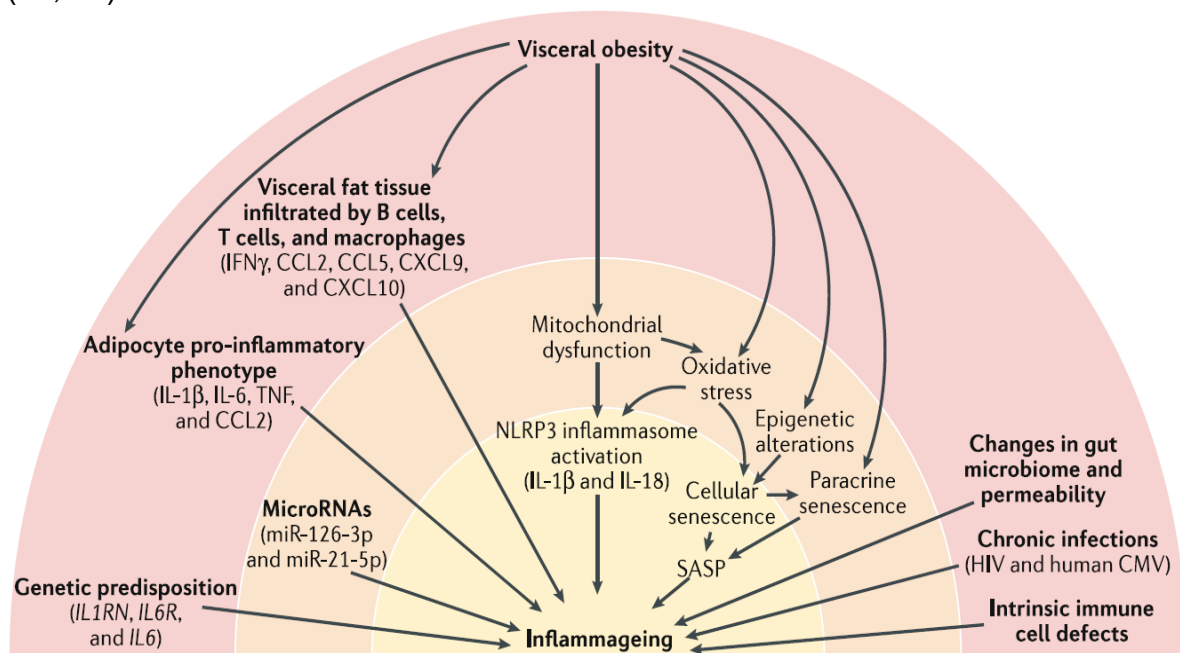 Visceral obesity
Visceral fat tissue
infiltrated by B cells,
T cells, and macrophages
(IFNγ, CCL2, CCL5, CXCL9,
and CXCL10)
Adipocyte pro-inflammatory
phenotype
(IL-1β, IL-6, TNF,
and CCL2)
Mitochondrial
dysfunction
Oxidative
stress
NLRP3 inflammasome
activation
(IL-1β and IL-18)
Epigenetic
alterations
Cellular
senescence
Paracrine
senescence
SASP
MicroRNAs
(miR-126-3p
and miR-21-5p)
Genetic predisposition
(IL1RN, IL6R,
and IL6)
Changes in gut
microbiome and
permeability
Chronic infections
(HIV and human CMV)
Intrinsic immune
cell defects
Inflammageing